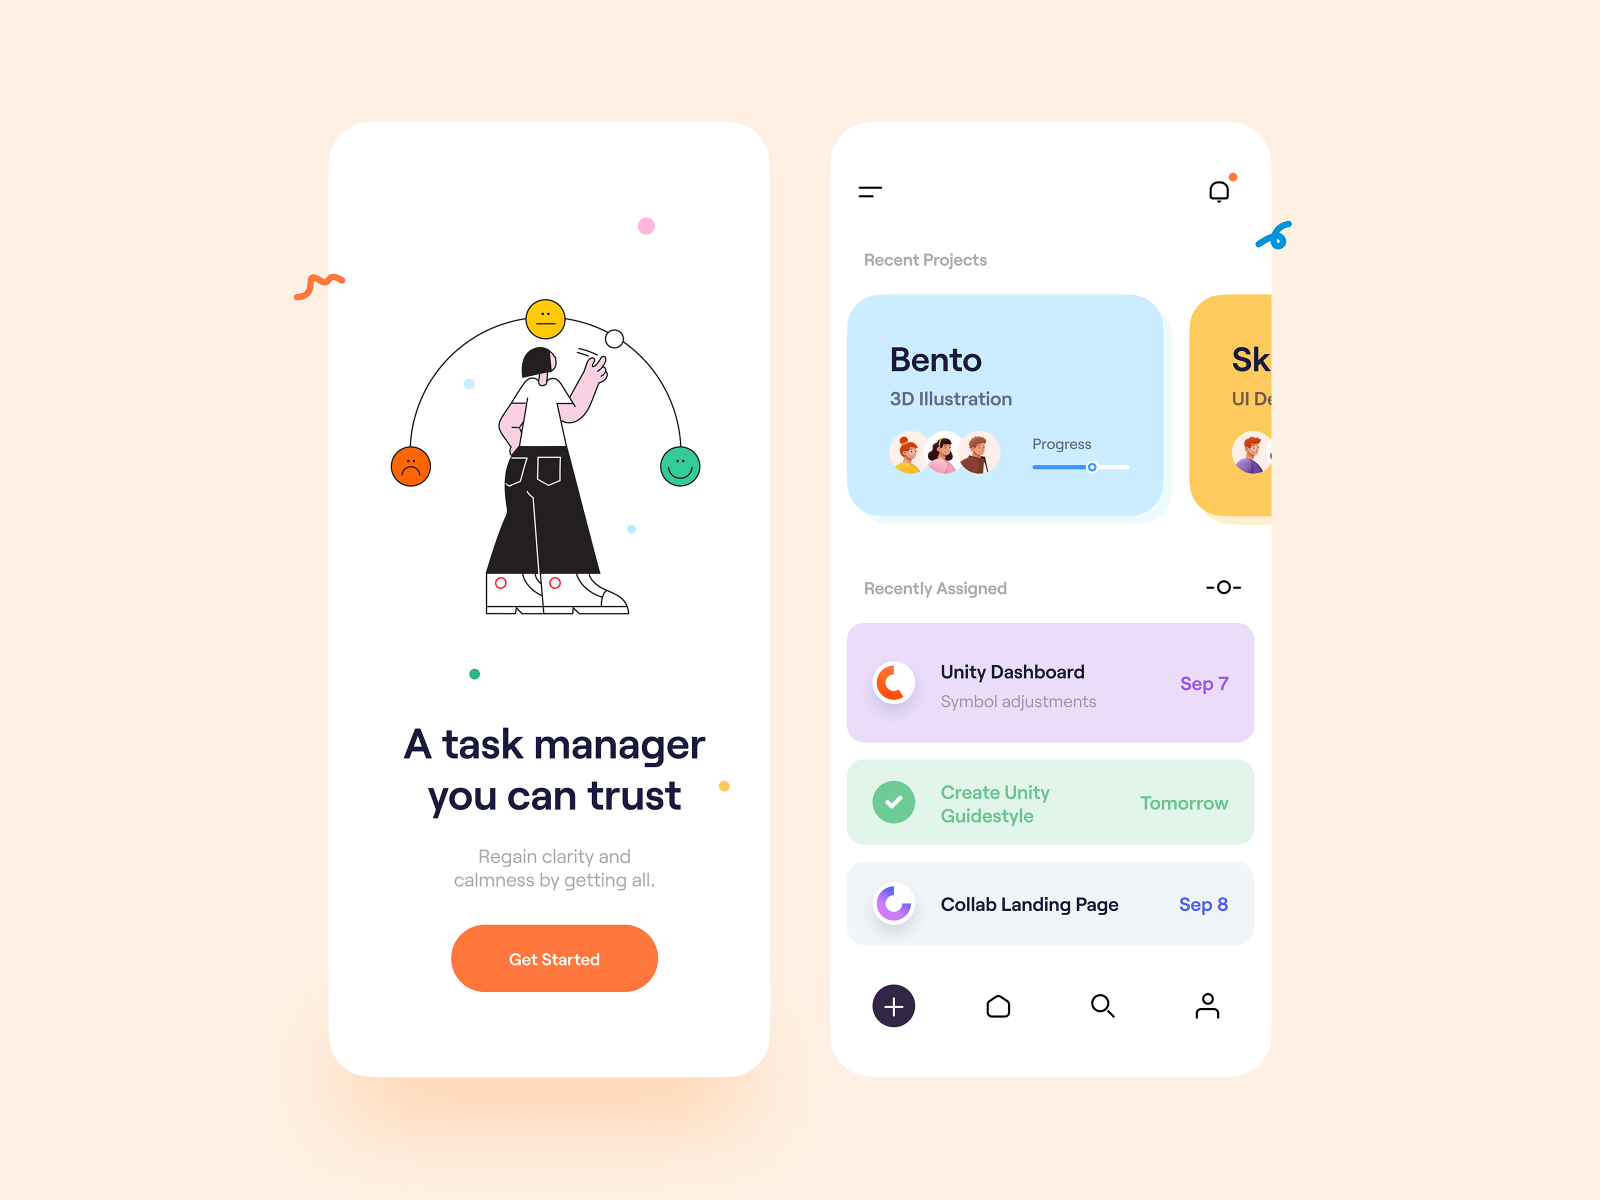 A task manager
you can trust
Regain clarity and
calmness by getting all.
Get Started
Recent Projects
Bento
3D Illustration
Progress
Sk
UI De
Recently Assigned
Unity Dashboard
Symbol adjustments
Sep 7
Create Unity
Guidestyle
Tomorrow
Collab Landing Page
Sep 8